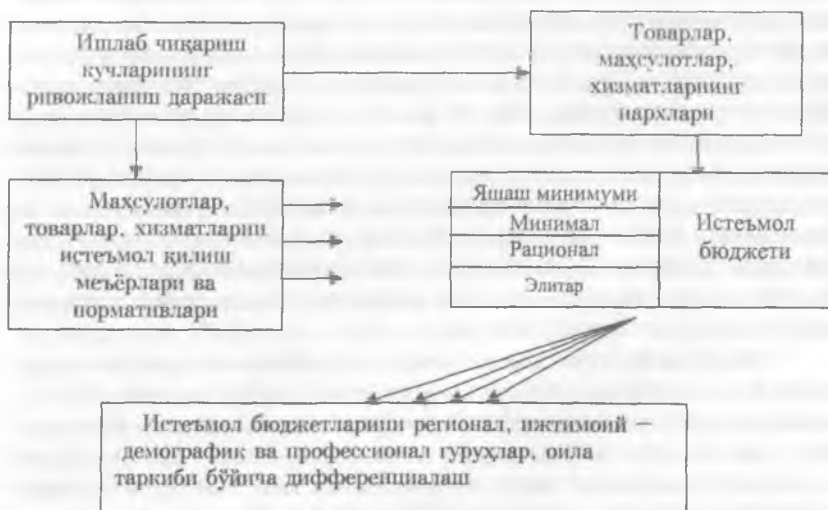 Ишлаб чиқариш
кучларининг
ривожланиш даражаси
Товарлар,
маҳсулотлар,
хизматларнинг
нархлари
Маҳсулотлар,
товарлар, хизматларни
истеъмол қилиш
меъёрлари ва
нормативлари
Яшаш минимуми
Минимал
Рационал
Элитар
Истеъмол
бюджети
Истеъмол бюджетларини регионал, ижтимоий –
демографик ва профессионал гуруҳлар, оила
таркиби бўйича дифференциалаш